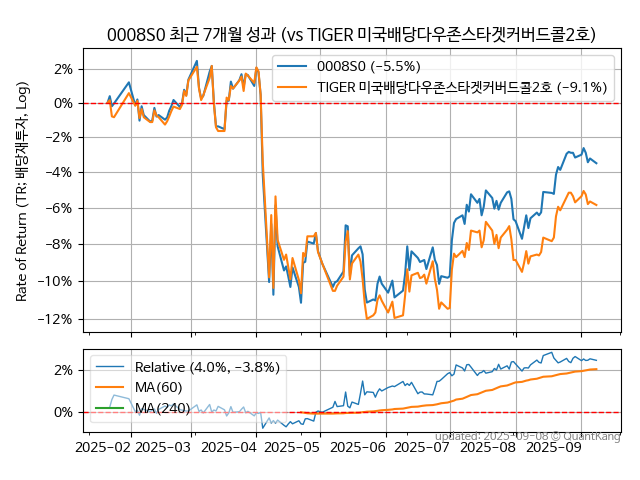 0008S0 최근 7개월 성과 (vs TIGER 미국배당다우존스타겟커버드콜2호)
Rate of Return (TR; 배당재투자, Log)
2%
0%
−2%
−4%
−6%
−8%
−10%
−12%
0008S0 (−5.5%)
TIGER 미국배당다우존스타겟커버드콜2호 (−9.1%)
2%
0%
Relative (4.0%, −3.8%)
MA(60)
MA(240)
updated: 2025-09-08 © QuantKang
2025-02 2025-03 2025-04 2025-05 2025-06 2025-07 2025-08 2025-09